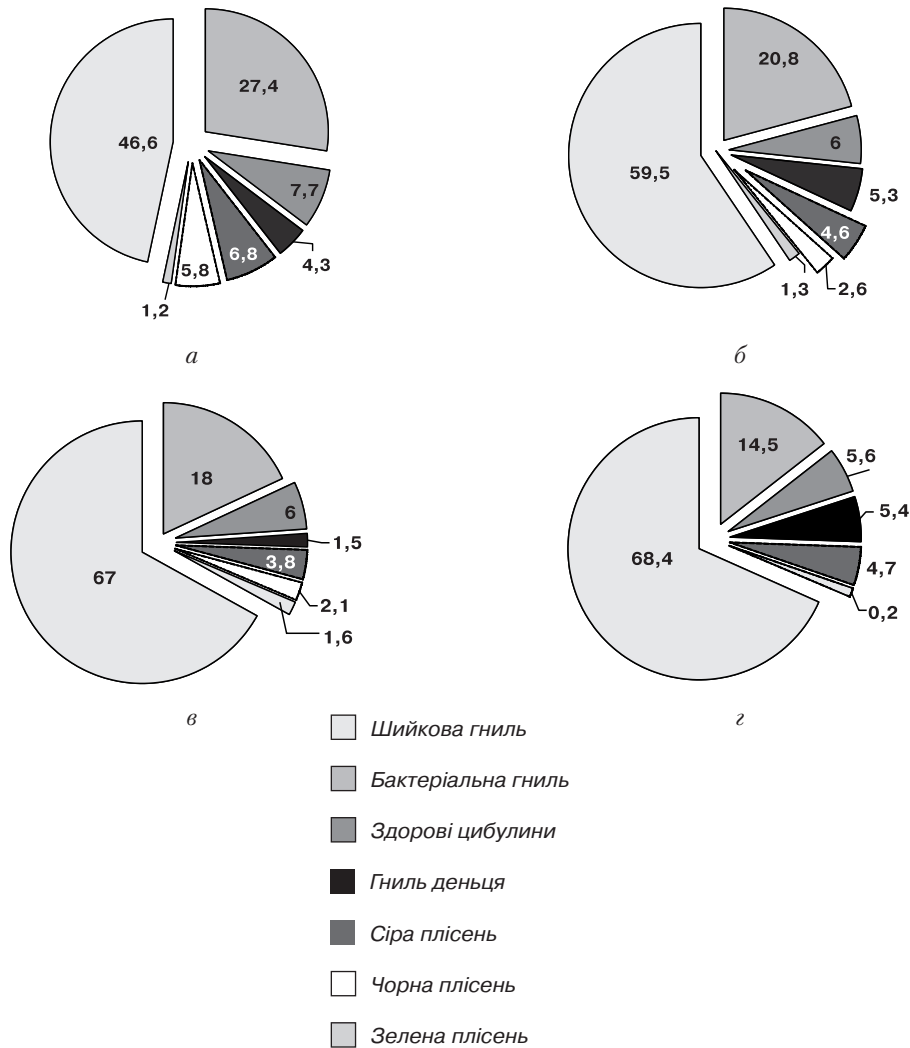 46,6
27,4
7,7
4,3
6,8
5,8
1,2
а
59,5
20,8
6
5,3
4,6
2,6
1,3
б
67
18
6
1,5
3,8
2,1
1,6
в
68,4
14,5
5,6
5,4
4,7
0,2
г
Шийкова гниль
Бактеріальна гниль
Здорові цибулини
Гниль деньця
Сіра плісень
Чорна плісень
Зелена плісень